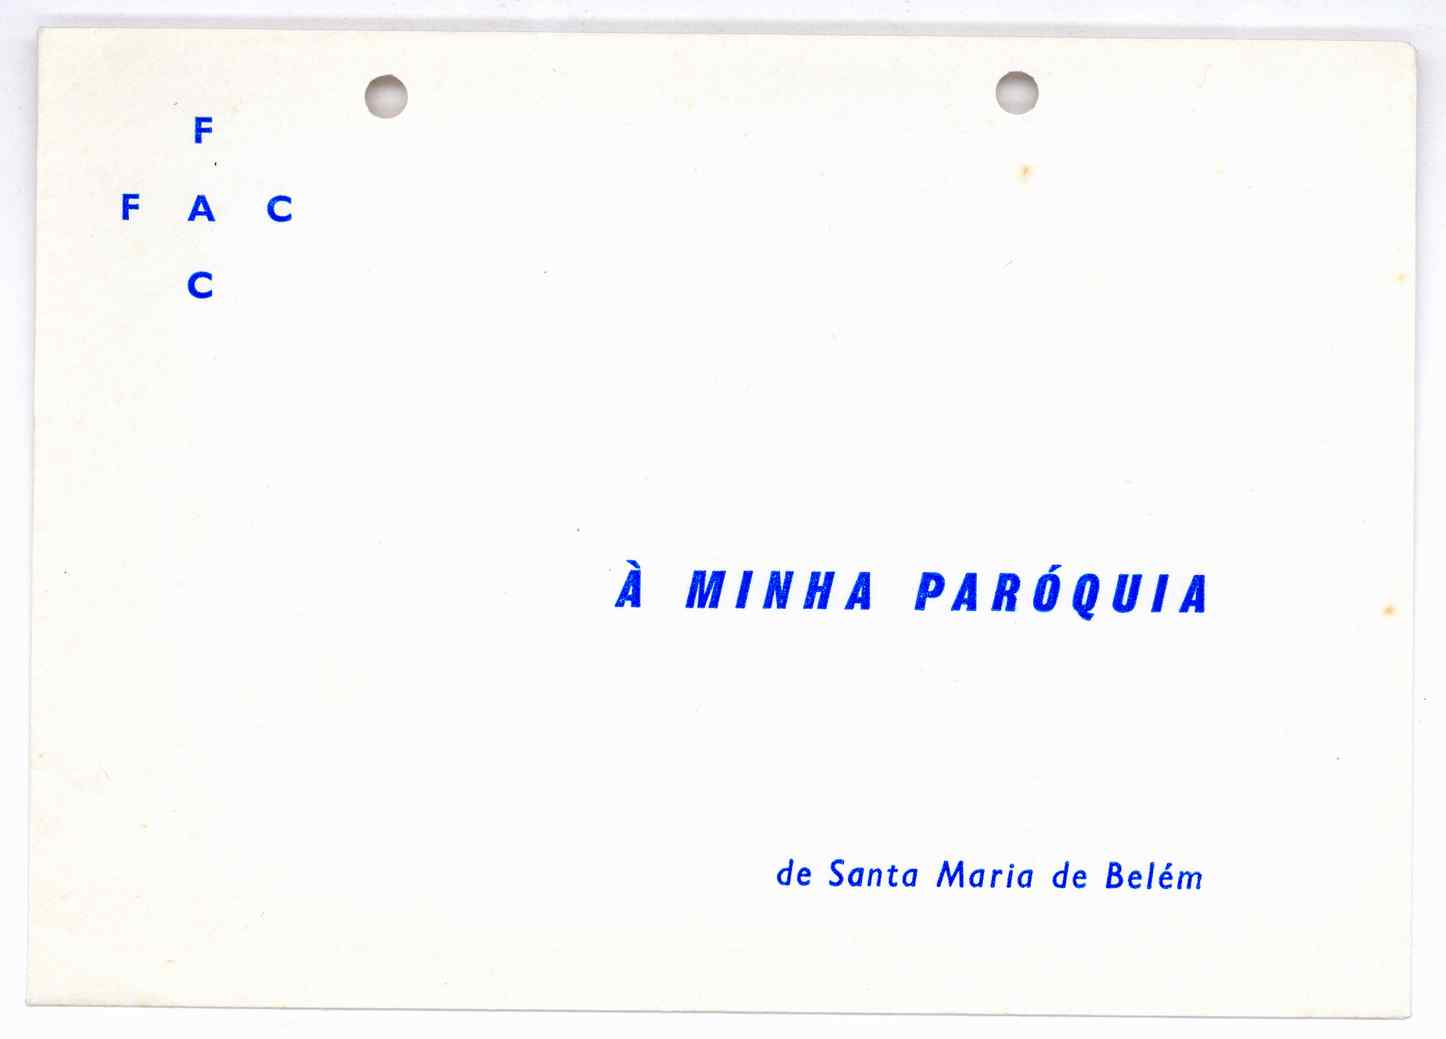 F
F A C
C
À MINHA PARÓQUIA
de Santa Maria de Belém